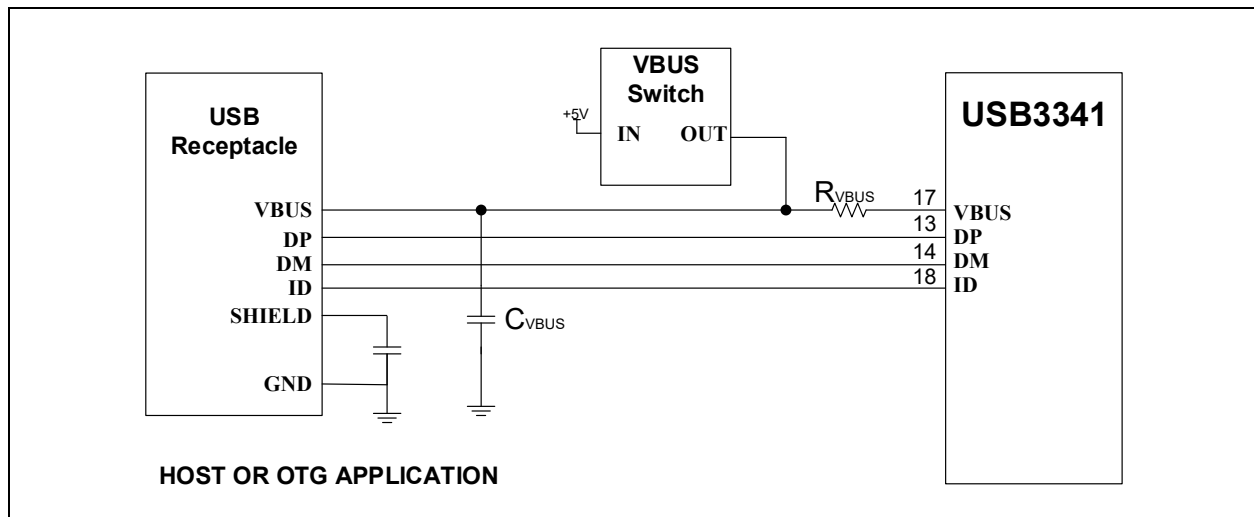 VBUS
Switch
+5V
IN OUT
USB
Receptacle
VBUS
DP
DM
ID
SHIELD
GND
CVBUS
RVBUS
USB3341
17 VBUS
13 DP
14 DM
18 ID
HOST OR OTG APPLICATION